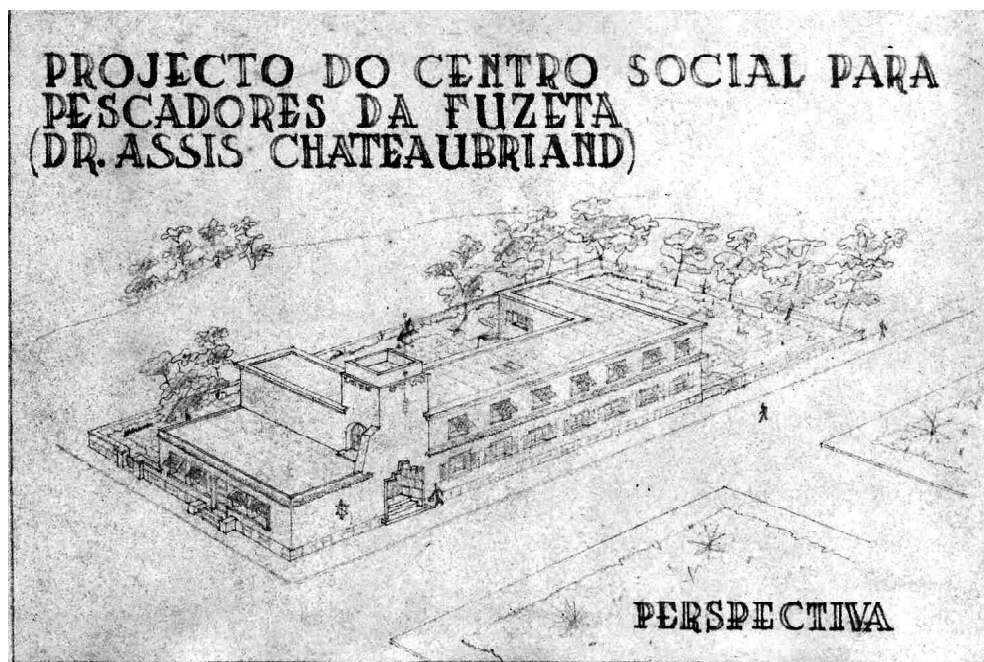 PROJECTO DO CENTRO SOCIAL PARA
PESCADORES DA FUZETA
(DR. ASSIS CHATEAUBRIAND)
PERSPECTIVA